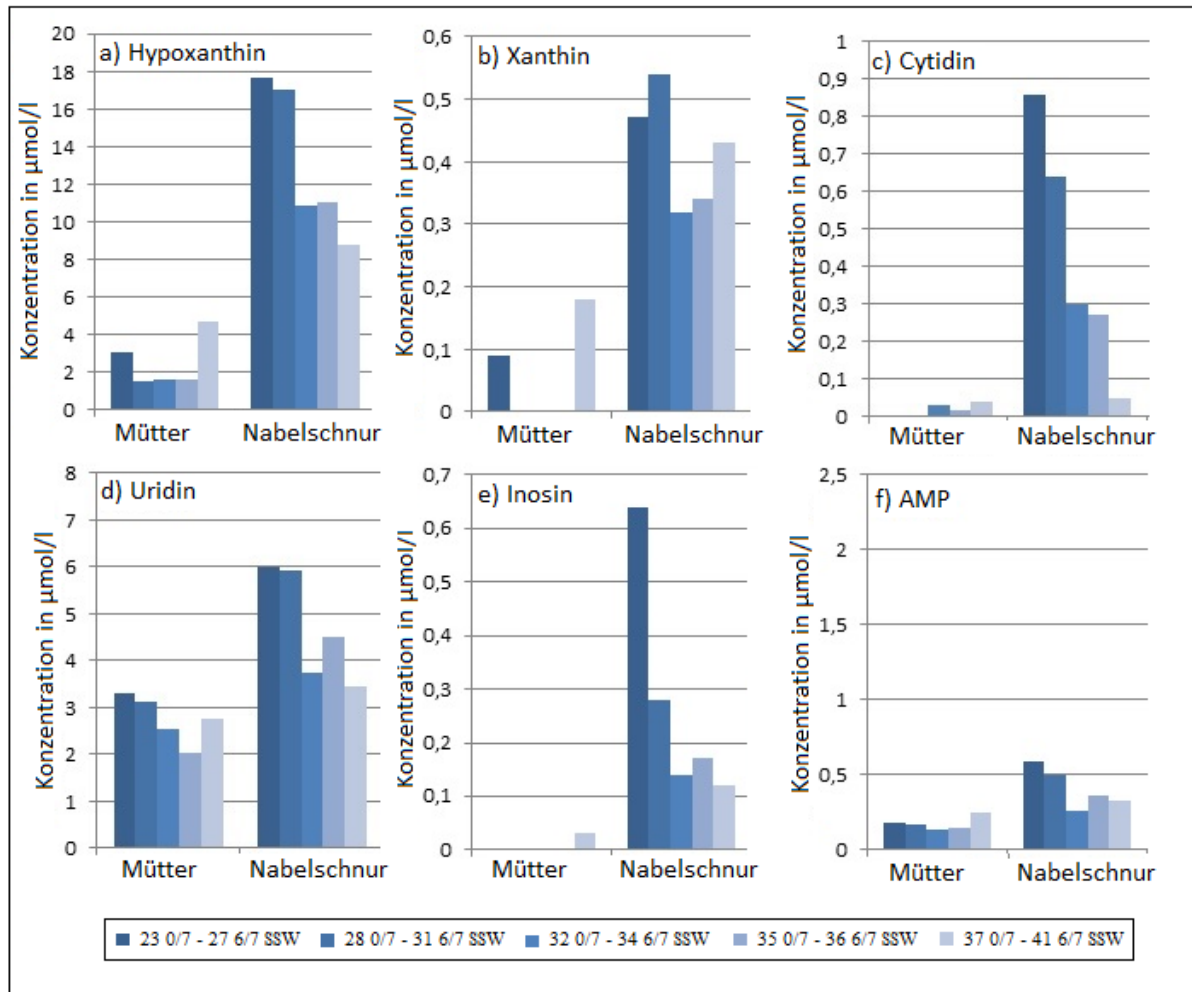 a) Hypoxanthin
Konzentration in µmol/l
20
18
16
14
12
10
8
6
4
2
0
Mütter
Nabelschnur
b) Xanthin
Konzentration in µmol/l
0,6
0,5
0,4
0,3
0,2
0,1
0
Mütter
Nabelschnur
c) Cytidin
Konzentration in µmol/l
1
0,9
0,8
0,7
0,6
0,5
0,4
0,3
0,2
0,1
0
Mütter
Nabelschnur
d) Uridin
Konzentration in µmol/l
8
7
6
5
4
3
2
1
0
Mütter
Nabelschnur
e) Inosin
Konzentration in µmol/l
0,7
0,6
0,5
0,4
0,3
0,2
0,1
0
Mütter
Nabelschnur
f) AMP
Konzentration in µmol/l
2,5
2
1,5
1
0,5
0
Mütter
Nabelschnur
23 0/7 - 27 6/7 SSW
28 0/7 - 31 6/7 SSW
32 0/7 - 34 6/7 SSW
35 0/7 - 36 6/7 SSW
37 0/7 - 41 6/7 SSW